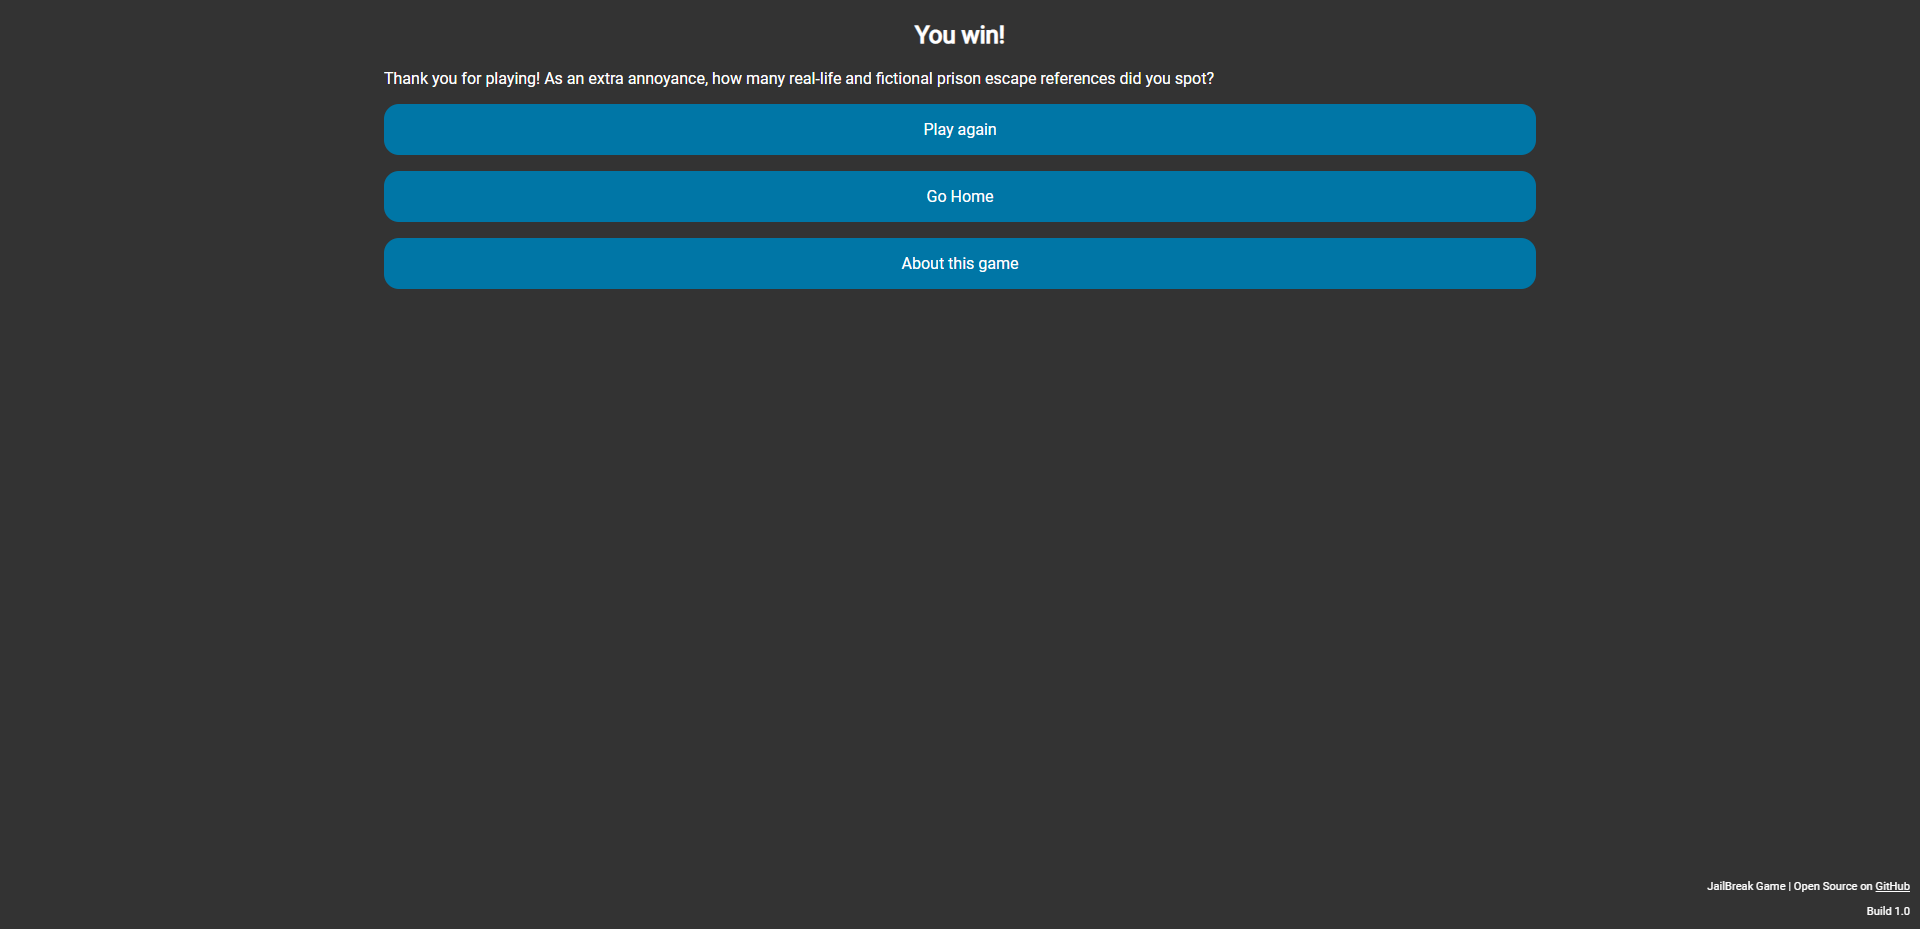 You win!
Thank you for playing! As an extra annoyance, how many real-life and fictional prison escape references did you spot?
Play again
Go Home
About this game
JailBreak Game | Open Source on GitHub
Build 1.0